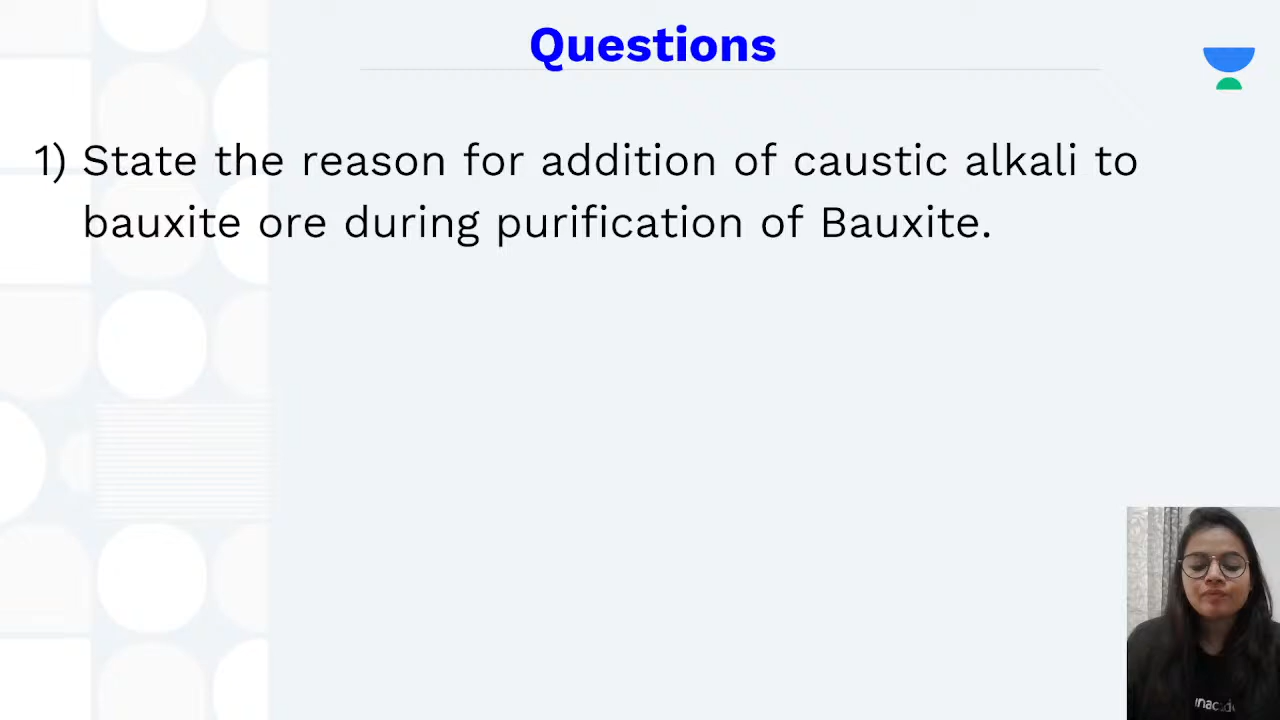 Questions
1) State the reason for addition of caustic alkali to
bauxite ore during purification of Bauxite.